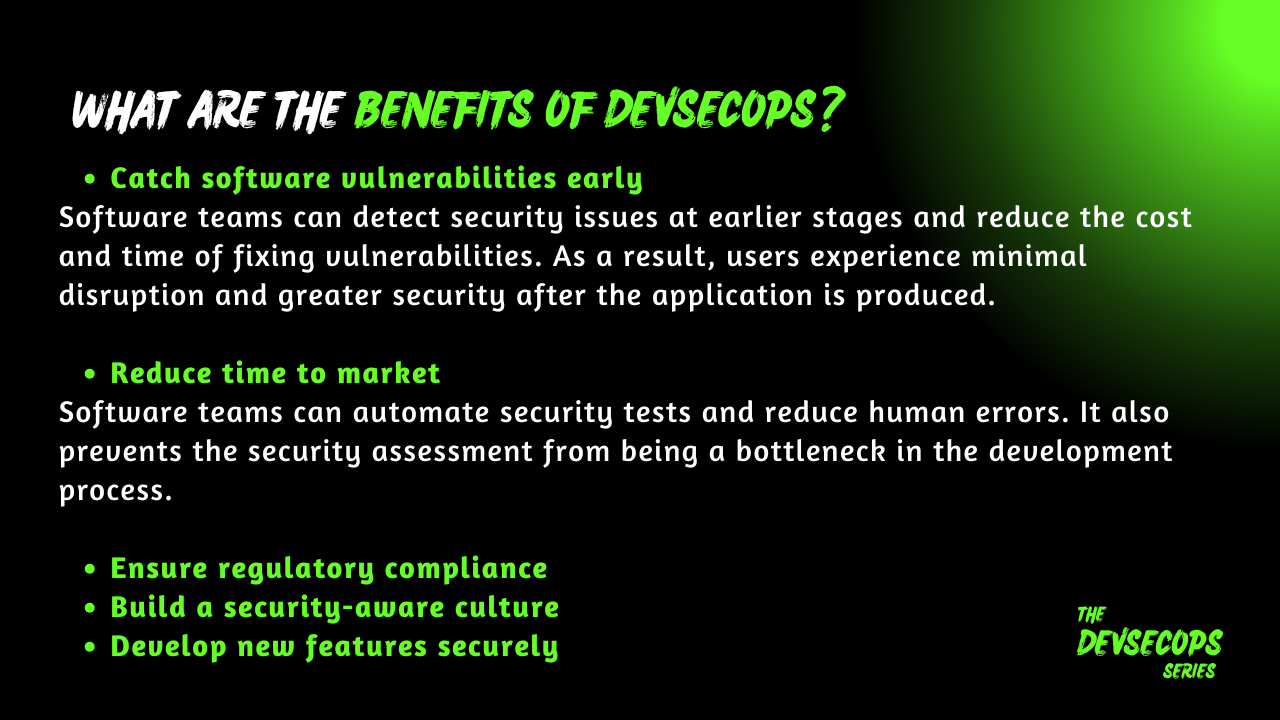 WHAT ARE THE BENEFITS OF DEVSECOPS?
• Catch software vulnerabilities early
Software teams can detect security issues at earlier stages and reduce the cost
and time of fixing vulnerabilities. As a result, users experience minimal
disruption and greater security after the application is produced.
• Reduce time to market
Software teams can automate security tests and reduce human errors. It also
prevents the security assessment from being a bottleneck in the development
process.
• Ensure regulatory compliance
• Build a security-aware culture
• Develop new features securely
THE
DEVSECOPS
SERIES